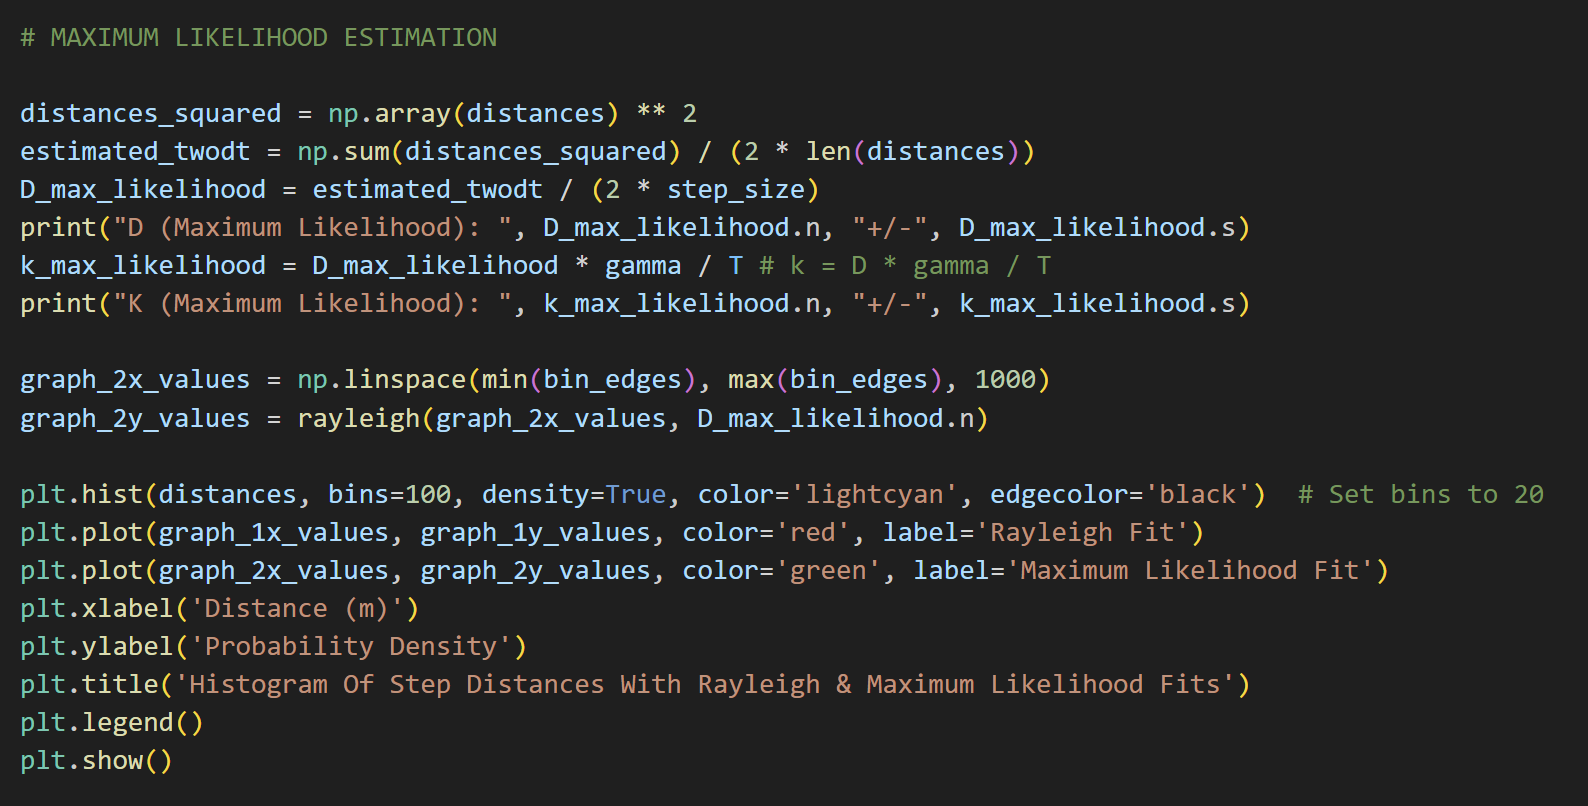 # MAXIMUM LIKELIHOOD ESTIMATION
distances_squared = np.array(distances) ** 2
estimated_twodt = np.sum(distances_squared) / (2 * len(distances))
D_max_likelihood = estimated_twodt / (2 * step_size)
print("D (Maximum Likelihood): ", D_max_likelihood.n, "+/-", D_max_likelihood.s)
k_max_likelihood = D_max_likelihood * gamma / T # k = D * gamma / T
print("K (Maximum Likelihood): ", k_max_likelihood.n, "+/-", k_max_likelihood.s)
graph_2x_values = np.linspace(min(bin_edges), max(bin_edges), 1000)
graph_2y_values = rayleigh(graph_2x_values, D_max_likelihood.n)
plt.hist(distances, bins=100, density=True, color='lightcyan', edgecolor='black')  # Set bins to 20
plt.plot(graph_1x_values, graph_1y_values, color='red', label='Rayleigh Fit')
plt.plot(graph_2x_values, graph_2y_values, color='green', label='Maximum Likelihood Fit')
plt.xlabel('Distance (m)')
plt.ylabel('Probability Density')
plt.title('Histogram Of Step Distances With Rayleigh & Maximum Likelihood Fits')
plt.legend()
plt.show()